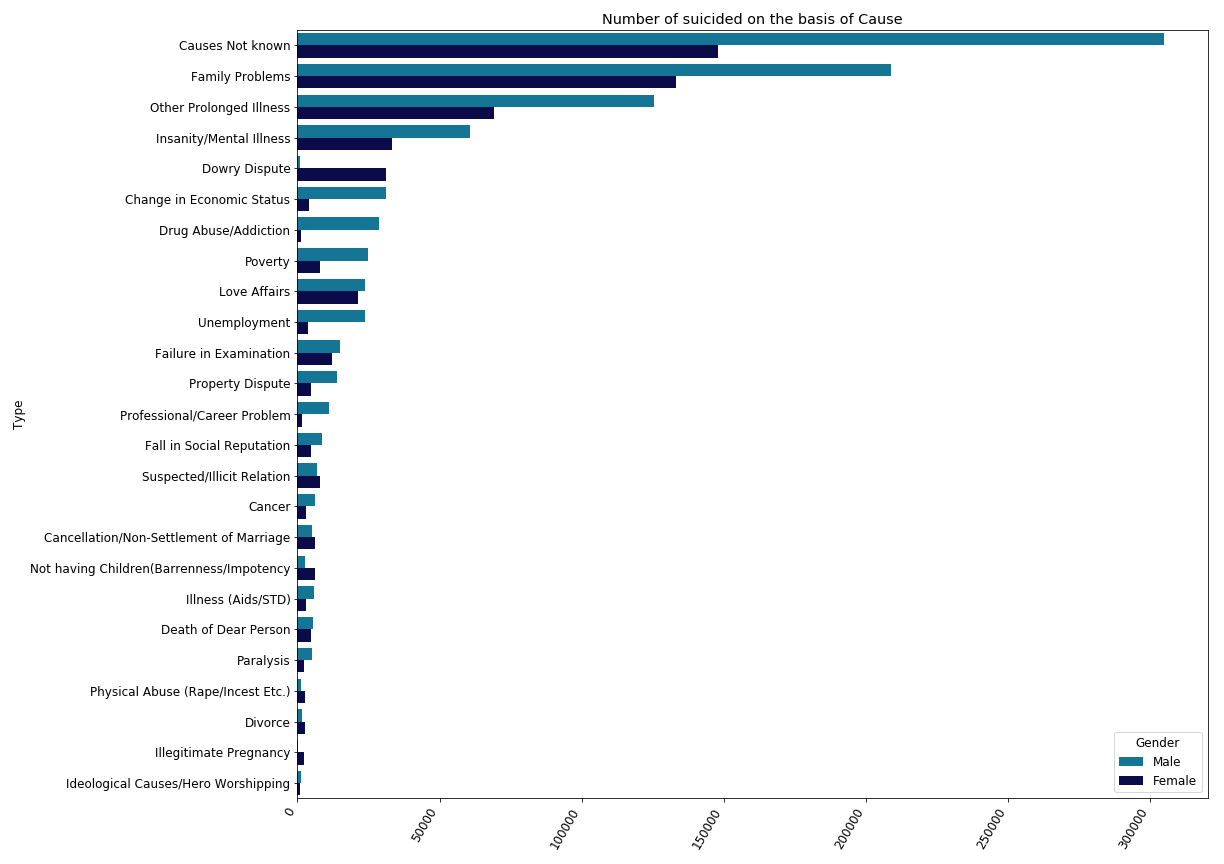 Number of suicided on the basis of Cause
Causes Not known
Family Problems
Other Prolonged Illness
Insanity/Mental Illness
Dowry Dispute
Change in Economic Status
Drug Abuse/Addiction
Poverty
Love Affairs
Unemployment
Failure in Examination
Property Dispute
Professional/Career Problem
Fall in Social Reputation
Suspected/Illicit Relation
Cancer
Cancellation/Non-Settlement of Marriage
Not having Children(Barrenness/Impotency
Illness (Aids/STD)
Death of Dear Person
Paralysis
Physical Abuse (Rape/Incest Etc.)
Divorce
Illegitimate Pregnancy
Ideological Causes/Hero Worshipping
Type
Gender
Male
Female
0
50000
100000
150000
200000
250000
300000